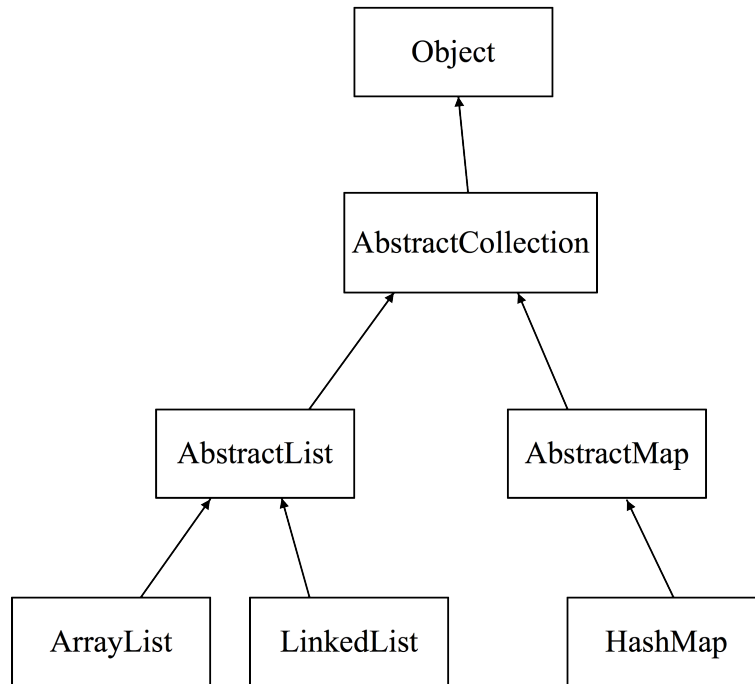 Object
AbstractCollection
AbstractList
AbstractMap
ArrayList
LinkedList
HashMap